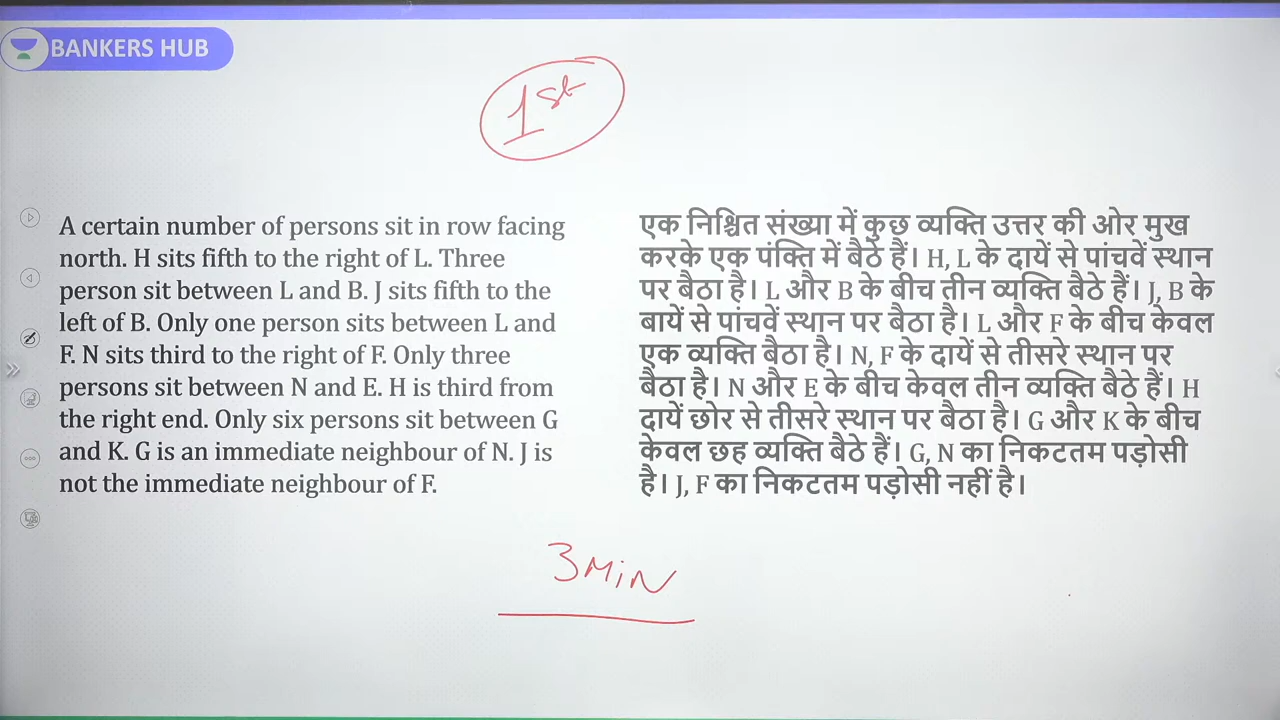 BANKERS HUB
1st
A certain number of persons sit in row facing
north. H sits fifth to the right of L. Three
person sit between L and B. J sits fifth to the
left of B. Only one person sits between L and
F. N sits third to the right of F. Only three
persons sit between N and E. H is third from
the right end. Only six persons sit between G
and K. G is an immediate neighbour of N. J is
not the immediate neighbour of F.
एक निश्चित संख्या में कुछ व्यक्ति उत्तर की ओर मुख
करके एक पंक्ति में बैठे हैं। H, L के दायें से पांचवें स्थान
पर बैठा है। L और B के बीच तीन व्यक्ति बैठे हैं। J, B के
बायें से पांचवें स्थान पर बैठा है। L और F के बीच केवल
एक व्यक्ति बैठा है। N, F के दायें से तीसरे स्थान पर
बैठा है। N और E के बीच केवल तीन व्यक्ति बैठे हैं। H
दायें छोर से तीसरे स्थान पर बैठा है। G और K के बीच
केवल छह व्यक्ति बैठे हैं। G, N का निकटतम पड़ोसी
है। J, F का निकटतम पड़ोसी नहीं है।
3 MiN